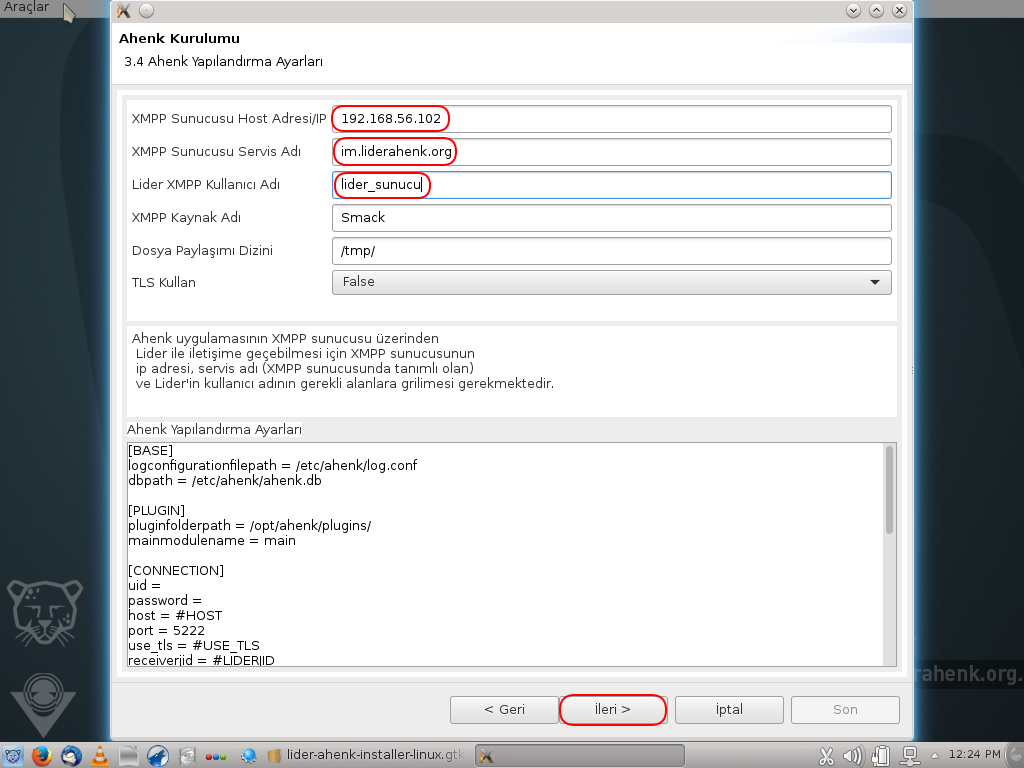 Araçlar
Ahenk Kurulumu
3.4 Ahenk Yapılandırma Ayarları
XMPP Sunucusu Host Adresi/IP 192.168.56.102
XMPP Sunucusu Servis Adı im.liderahenk.org
Lider XMPP Kullanıcı Adı lider_sunucu
XMPP Kaynak Adı Smack
Dosya Paylaşımı Dizini /tmp/
TLS Kullan False
Ahenk uygulamasının XMPP sunucusu üzerinden
Lider ile iletişime geçebilmesi için XMPP sunucusunun
ip adresi, servis adı (XMPP sunucusunda tanımlı olan)
ve Lider'in kullanıcı adının gerekli alanlara grilimesi gerekmektedir.
Ahenk Yapılandırma Ayarları
[BASE]
logconfigurationfilepath = /etc/ahenk/log.conf
dbpath = /etc/ahenk/ahenk.db
[PLUGIN]
pluginfolderpath = /opt/ahenk/plugins/
mainmodulename = main
[CONNECTION]
uid =
password =
host = #HOST
port = 5222
use_tls = #USE_TLS
receiverjid = #LIDERJID
rahenk.org.
< Geri İleri > İptal Son
lider-ahenk-installer-linux.gtk 12:24 PM